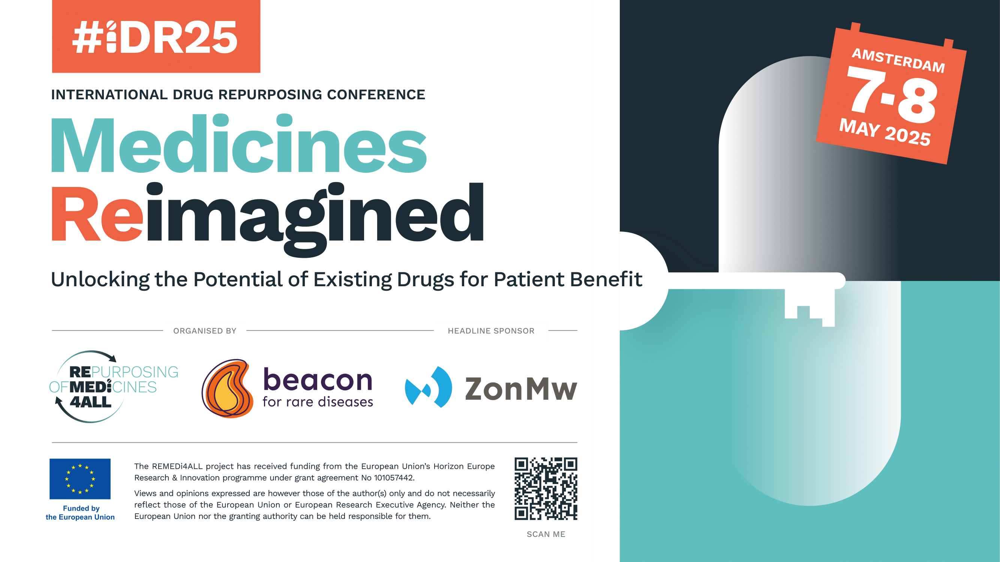 #iDR25
INTERNATIONAL DRUG REPURPOSING CONFERENCE
Medicines
Reimagined
Unlocking the Potential of Existing Drugs for Patient Benefit
AMSTERDAM
7-8
MAY 2025
ORGANISED BY
HEADLINE SPONSOR
REPURPOSING
OFMEDiCINES
4ALL
beacon
for rare diseases
ZonMw
Funded by
the European Union
The REMEDi4ALL project has received funding from the European Union’s Horizon Europe
Research & Innovation programme under grant agreement No 101057442.
Views and opinions expressed are however those of the author(s) only and do not necessarily
reflect those of the European Union or European Research Executive Agency. Neither the
European Union nor the granting authority can be held responsible for them.
SCAN ME